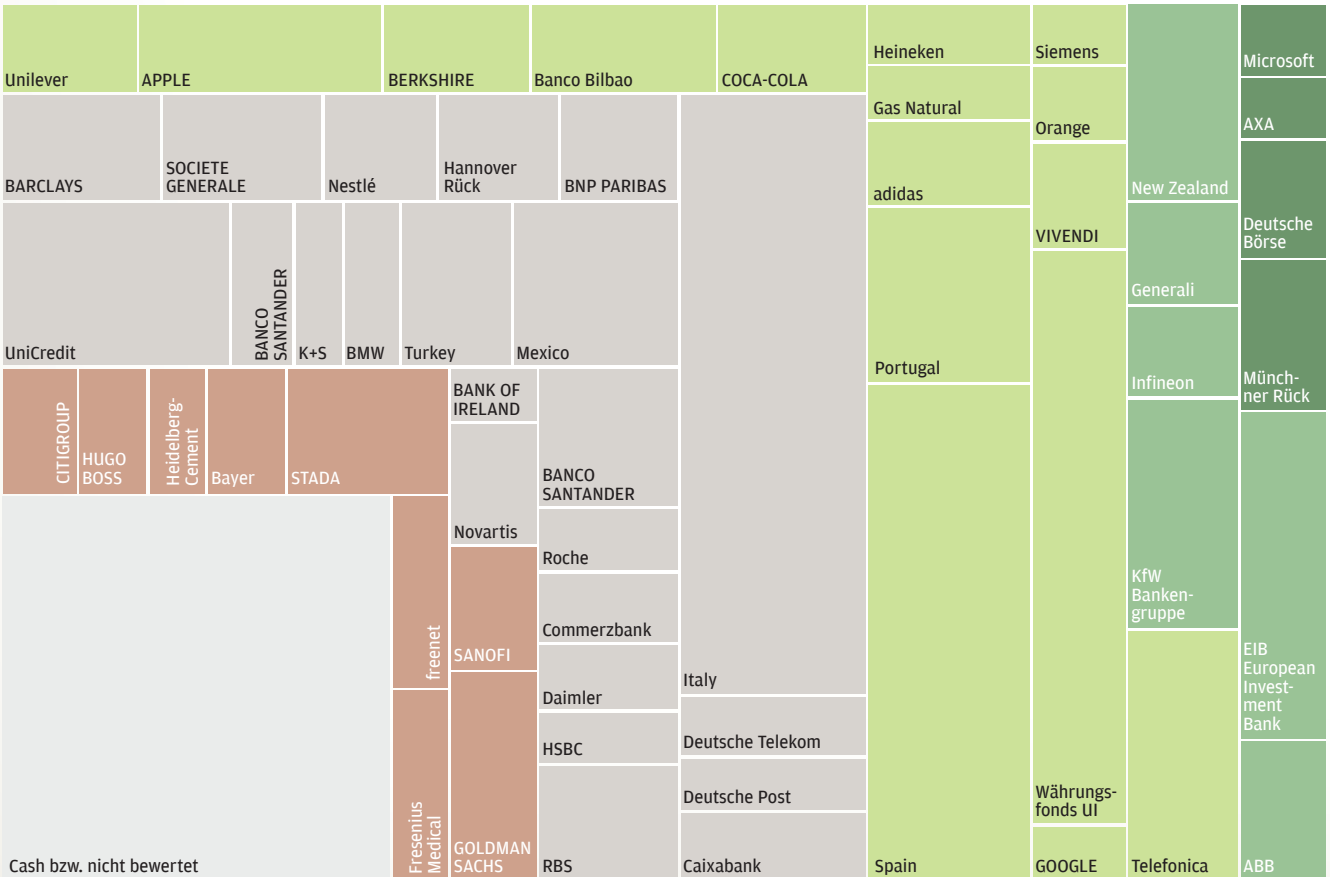 Unilever
APPLE
BERKSHIRE
Banco Bilbao
COCA-COLA
Heineken
Siemens
New Zealand
Microsoft
Gas Natural
Orange
AXA
BARCLAYS
SOCIETE
GENERALE
Nestlé
Hannover
Rück
BNP PARIBAS
adidas
VIVENDI
Deutsche
Börse
UniCredit
BANCO
SANTANDER
K+S
BMW
Turkey
Mexico
Portugal
Generali
Infineon
Münch-
ner Rück
CITIGROUP
HUGO
BOSS
Heidelberg-
Cement
Bayer
STADA
BANK OF
IRELAND
Novartis
BANCO
SANTANDER
Roche
Commerzbank
Daimler
HSBC
RBS
Italy
Deutsche Telekom
Deutsche Post
Caixabank
KfW
Banken-
gruppe
EIB
European
Invest-
ment
Bank
freenet
SANOFI
Fresenius
Medical
GOLDMAN
SACHS
Cash bzw. nicht bewertet
Spain
Währungs-
fonds UI
GOOGLE
Telefonica
ABB